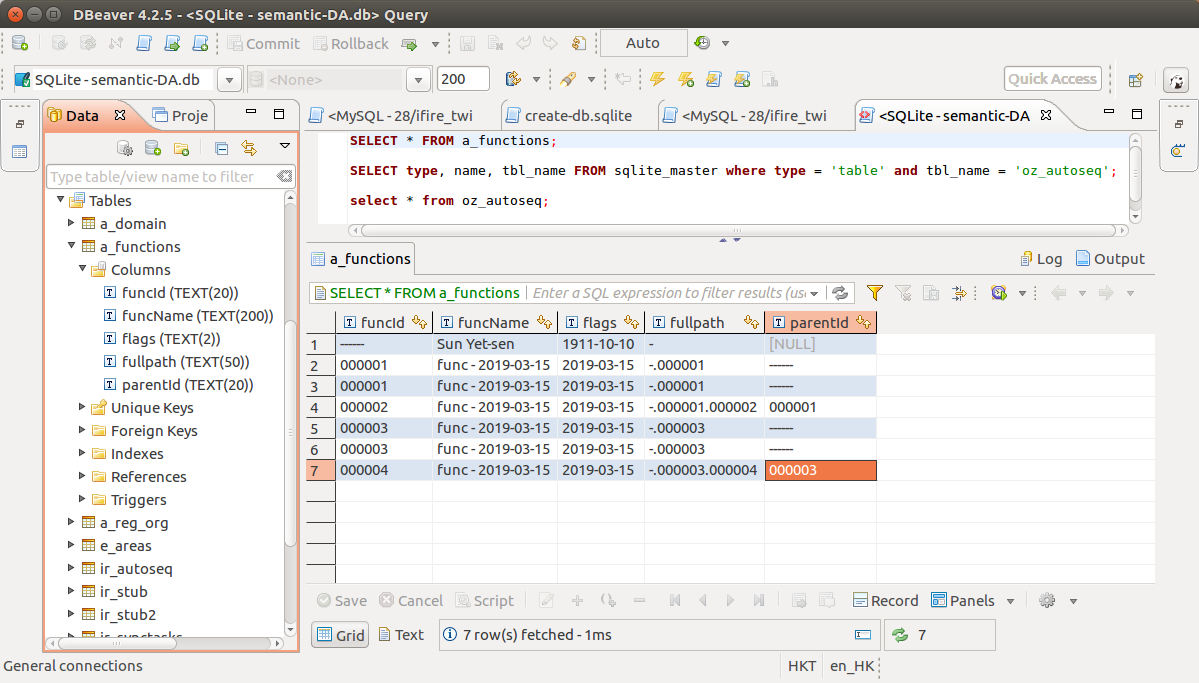 DBeaver 4.2.5 - <SQLite - semantic-DA.db> Query
Commit Rollback Auto
SQLite - semantic-DA.db <None> 200 Quick Access
Data Proje
<MySQL - 28/ifire_twi create-db.sqlite <MySQL - 28/ifire_twi <SQLite - semantic-DA
Type table/view name to filter
Tables
a_domain
a_functions
Columns
funcId (TEXT(20))
funcName (TEXT(200))
flags (TEXT(2))
fullpath (TEXT(50))
parentId (TEXT(20))
Unique Keys
Foreign Keys
Indexes
References
Triggers
a_reg_org
e_areas
ir_autoseq
ir_stub
ir_stub2
ir_synctasks
SELECT * FROM a_functions;
SELECT type, name, tbl_name FROM sqlite_master where type = 'table' and tbl_name = 'oz_autoseq';
select * from oz_autoseq;
a_functions Log Output
SELECT * FROM a_functions Enter a SQL expression to filter results (us
funcId funcName flags fullpath parentId
1 ------ Sun Yet-sen 1911-10-10 - [NULL]
2 000001 func - 2019-03-15 2019-03-15 -.000001 ------
3 000001 func - 2019-03-15 2019-03-15 -.000001 ------
4 000002 func - 2019-03-15 2019-03-15 -.000001.000002 000001
5 000003 func - 2019-03-15 2019-03-15 -.000003 ------
6 000003 func - 2019-03-15 2019-03-15 -.000003 ------
7 000004 func - 2019-03-15 2019-03-15 -.000003.000004 000003
Save Cancel Script Record Panels
Grid Text 7 row(s) fetched - 1ms 7
General connections HKT en_HK